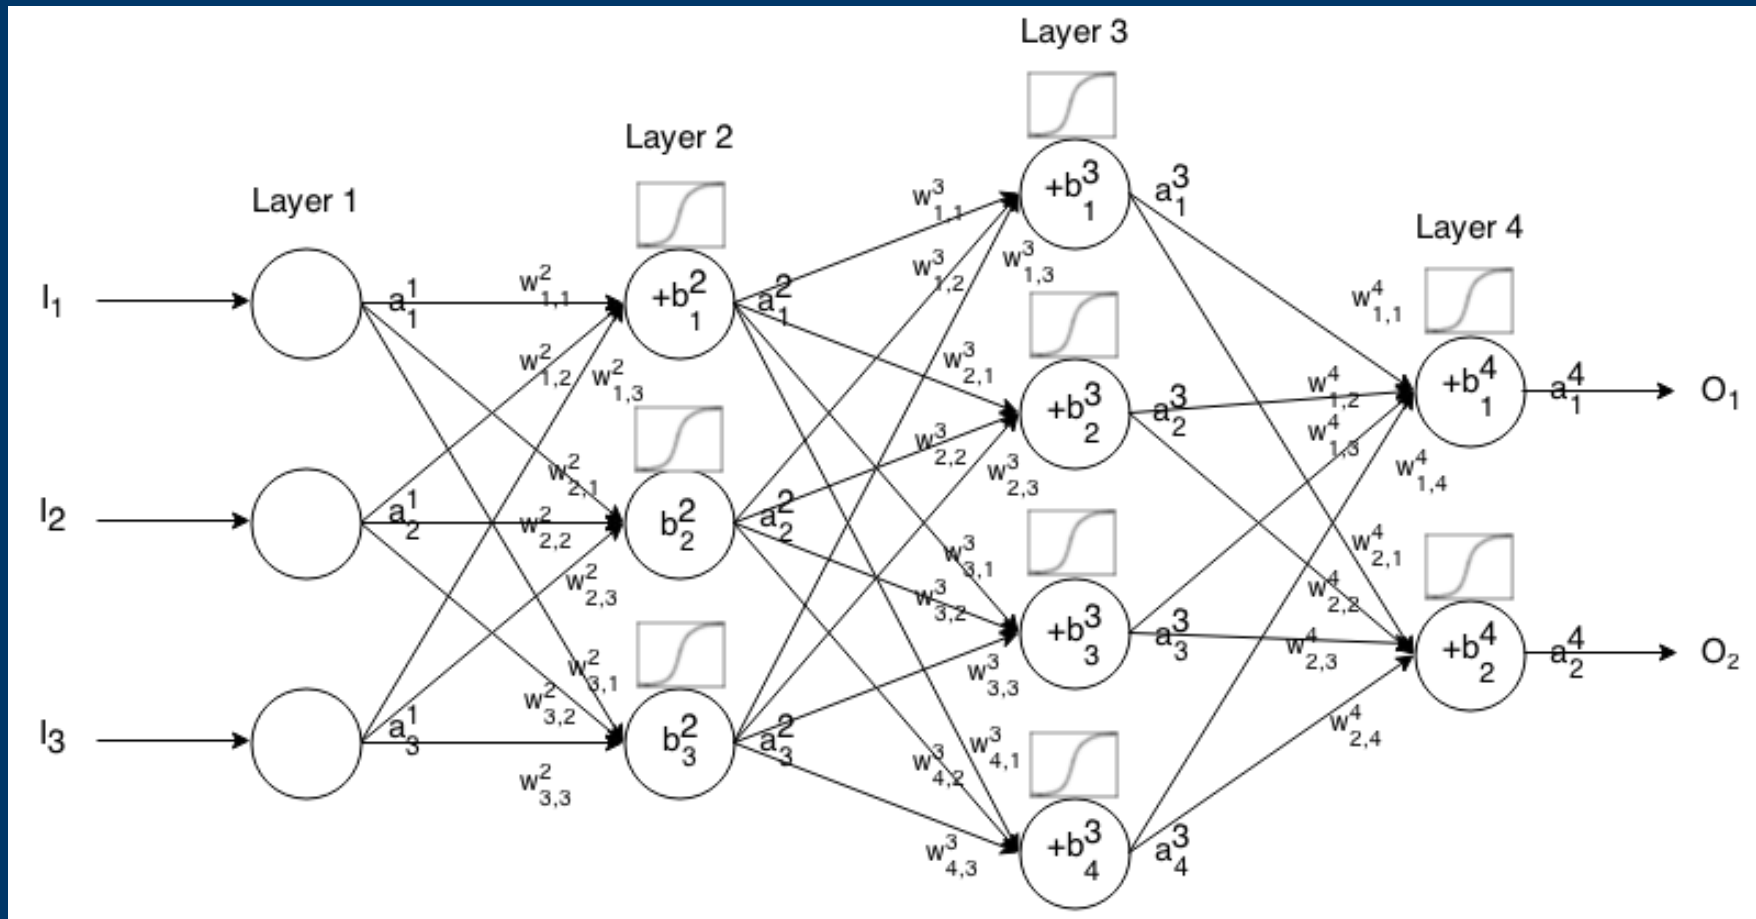 Layer 1
Layer 2
Layer 3
Layer 4
I₁
I₂
I₃
a¹₁
a¹₂
a¹₃
w²₁,₁
w²₁,₂
w²₁,₃
w²₂,₁
w²₂,₂
w²₂,₃
w²₃,₁
w²₃,₂
w²₃,₃
+b²₁
b²₂
b²₃
a²₁
a²₂
a²₃
w³₁,₁
w³₁,₂
w³₁,₃
w³₂,₁
w³₂,₂
w³₂,₃
w³₃,₁
w³₃,₂
w³₃,₃
w³₄,₁
w³₄,₂
w³₄,₃
+b³₁
+b³₂
+b³₃
+b³₄
a³₁
a³₂
a³₃
a³₄
w⁴₁,₁
w⁴₁,₂
w⁴₁,₃
w⁴₁,₄
w⁴₂,₁
w⁴₂,₂
w⁴₂,₃
w⁴₂,₄
+b⁴₁
+b⁴₂
a⁴₁
a⁴₂
O₁
O₂